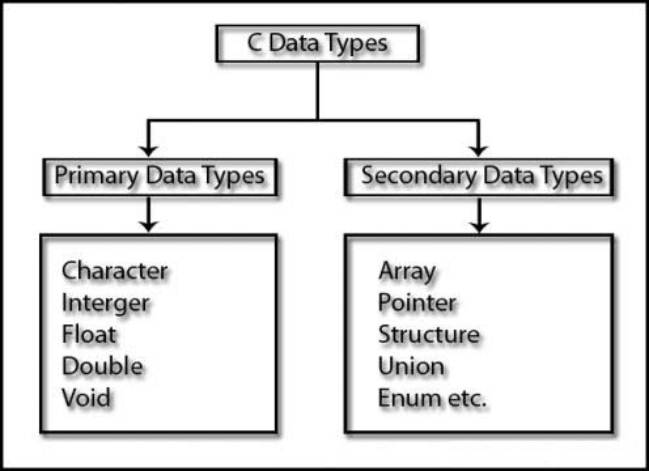 C Data Types
Primary Data Types
Secondary Data Types
Character
Interger
Float
Double
Void
Array
Pointer
Structure
Union
Enum etc.